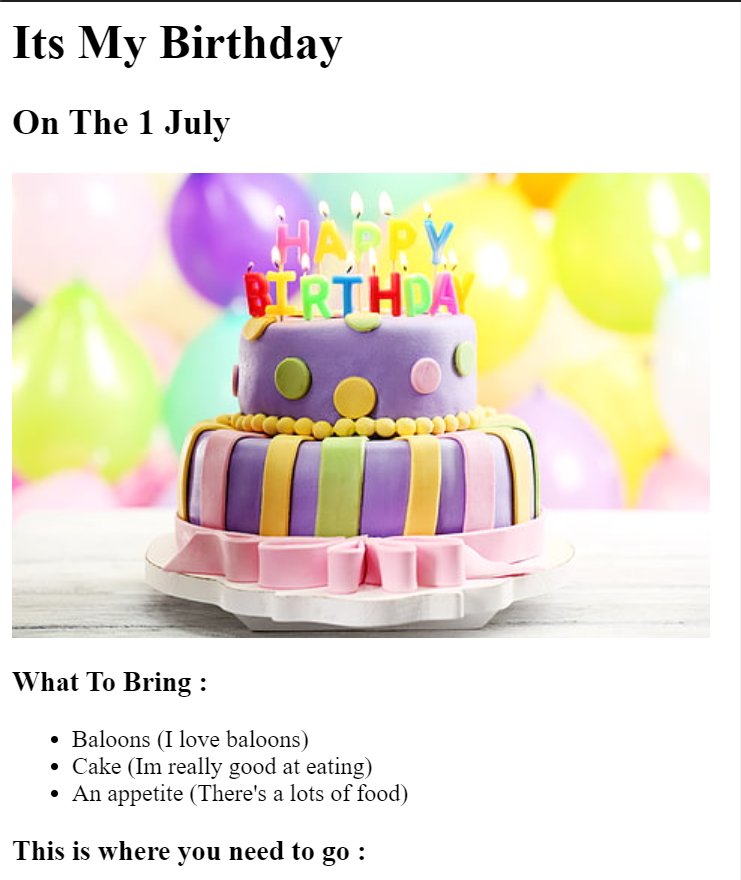 Its My Birthday
On The 1 July
HAPPY
BIRTHDAY
What To Bring :
Baloons (I love baloons)
Cake (Im really good at eating)
An appetite (There's a lots of food)
This is where you need to go :